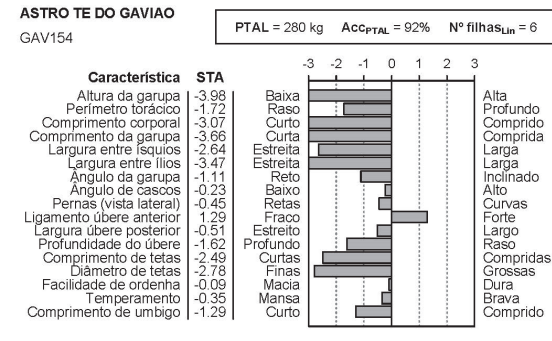 ASTRO TE DO GAVIAO
GAV154
PTAL = 280 kg AccPTAL = 92% Nº filhasLin = 6
-3 -2 -1 0 1 2 3
Característica STA
Altura da garupa -3.98 Baixa Alta
Perímetro torácico -1.72 Raso Profundo
Comprimento corporal -3.07 Curto Comprido
Comprimento da garupa -3.66 Curta Comprida
Largura entre ísquios -2.64 Estreita Larga
Largura entre ílios -3.47 Estreita Larga
Ângulo da garupa -1.11 Reto Inclinado
Ângulo de cascos -0.23 Baixo Alto
Pernas (vista lateral) -0.45 Retas Curvas
Ligamento úbere anterior 1.29 Fraco Forte
Largura úbere posterior -0.51 Estreito Largo
Profundidade do úbere -1.62 Profundo Raso
Comprimento de tetas -2.49 Curtas Compridas
Diâmetro de tetas -2.78 Finas Grossas
Facilidade de ordenha -0.09 Macia Dura
Temperamento -0.35 Mansa Brava
Comprimento de umbigo -1.29 Curto Comprido